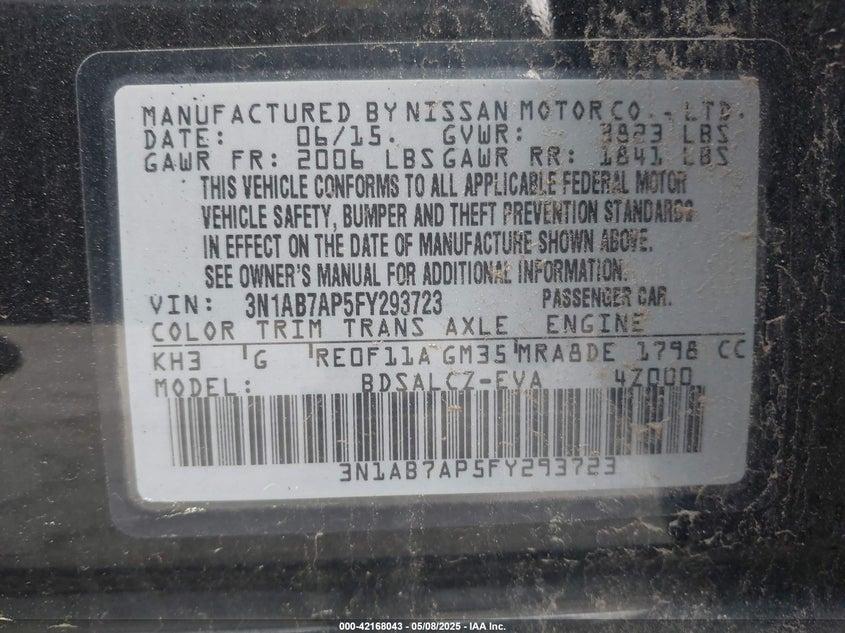 MANUFACTURED BY NISSAN MOTOR CO., LTD.
DATE: 06/15. GVWR: 3923 LBS
GAWR FR: 2006 LBS GAWR RR: 1841 LBS
THIS VEHICLE CONFORMS TO ALL APPLICABLE FEDERAL MOTOR
VEHICLE SAFETY, BUMPER AND THEFT PREVENTION STANDARDS
IN EFFECT ON THE DATE OF MANUFACTURE SHOWN ABOVE.
SEE OWNER'S MANUAL FOR ADDITIONAL INFORMATION.
VIN: 3N1AB7AP5FY293723 PASSENGER CAR.
COLOR TRIM TRANS AXLE ENGINE
KH3 G RE0F11A GM35 MRA8DE 1798 CC
MODEL: BDSALCZ-EVA 4Z000
3N1AB7AP5FY293723
000-42168043 - 05/08/2025 - IAA Inc.